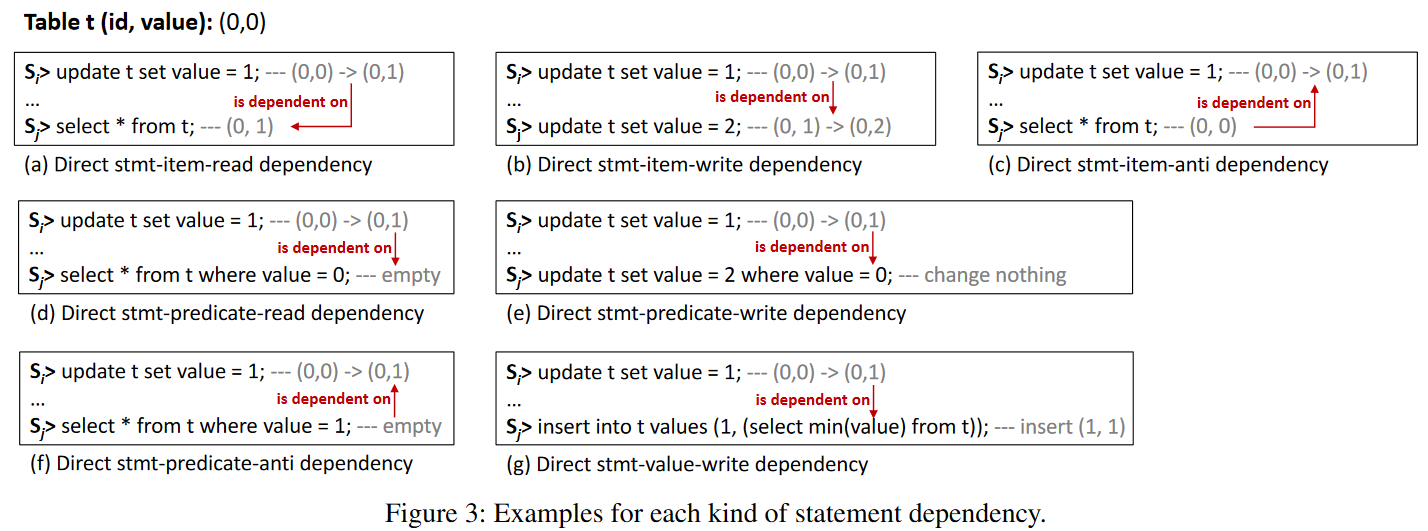 Table t (id, value): (0,0)
Si> update t set value = 1; --- (0,0) -> (0,1)
...
is dependent on
Sj> select * from t; --- (0, 1)
(a) Direct stmt-item-read dependency
Si> update t set value = 1; --- (0,0) -> (0,1)
...
is dependent on
Sj> update t set value = 2; --- (0, 1) -> (0,2)
(b) Direct stmt-item-write dependency
Si> update t set value = 1; --- (0,0) -> (0,1)
...
is dependent on
Sj> select * from t; --- (0, 0)
(c) Direct stmt-item-anti dependency
Si> update t set value = 1; --- (0,0) -> (0,1)
...
is dependent on
Sj> select * from t where value = 0; --- empty
(d) Direct stmt-predicate-read dependency
Si> update t set value = 1; --- (0,0) -> (0,1)
...
is dependent on
Sj> update t set value = 2 where value = 0; --- change nothing
(e) Direct stmt-predicate-write dependency
Si> update t set value = 1; --- (0,0) -> (0,1)
...
is dependent on
Sj> select * from t where value = 1; --- empty
(f) Direct stmt-predicate-anti dependency
Si> update t set value = 1; --- (0,0) -> (0,1)
...
is dependent on
Sj> insert into t values (1, (select min(value) from t)); --- insert (1, 1)
(g) Direct stmt-value-write dependency
Figure 3: Examples for each kind of statement dependency.